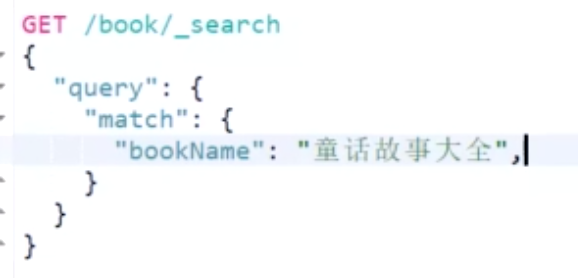 GET /book/_search
{
  "query": {
    "match": {
      "bookName": "童话故事大全",
    }
  }
}